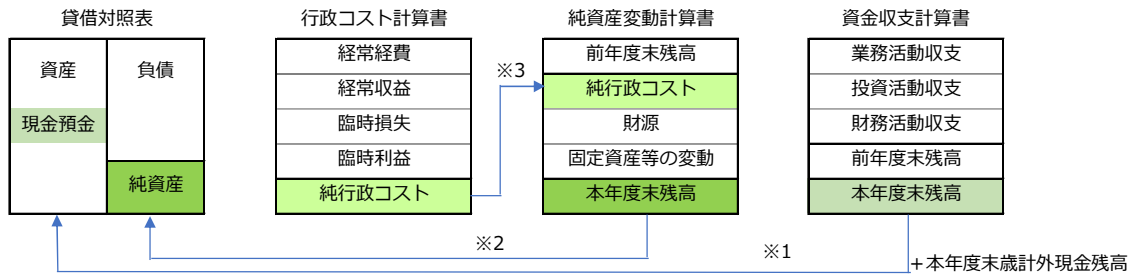 貸借対照表
資産
負債
現金預金
純資産
行政コスト計算書
経常経費
経常収益
臨時損失
臨時利益
純行政コスト
※3
純資産変動計算書
前年度末残高
純行政コスト
財源
固定資産等の変動
本年度末残高
資金収支計算書
業務活動収支
投資活動収支
財務活動収支
前年度末残高
本年度末残高
※2
※1
+本年度末歳計外現金残高